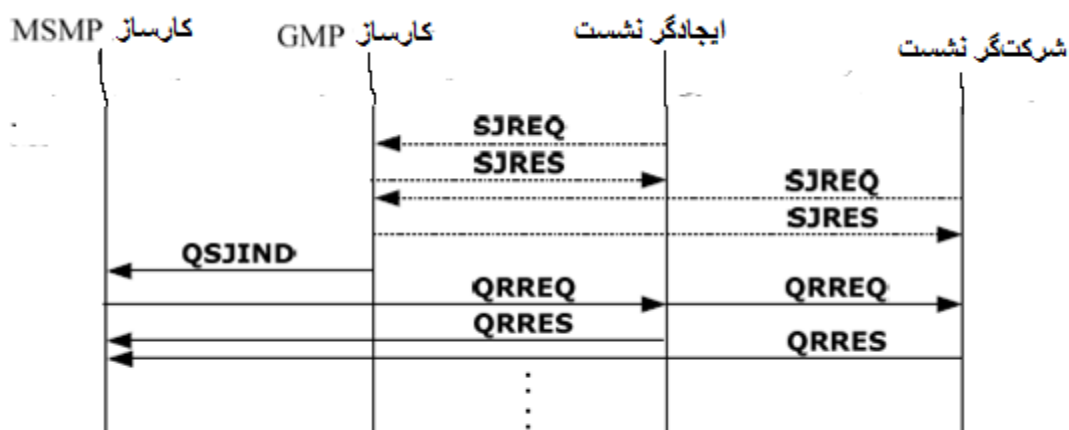 کارساز MSMP
کارساز GMP
ایجادگر نشست
شرکت‌گر نشست
SJREQ
SJRES
SJREQ
SJRES
QSJIND
QRREQ
QRREQ
QRRES
QRRES